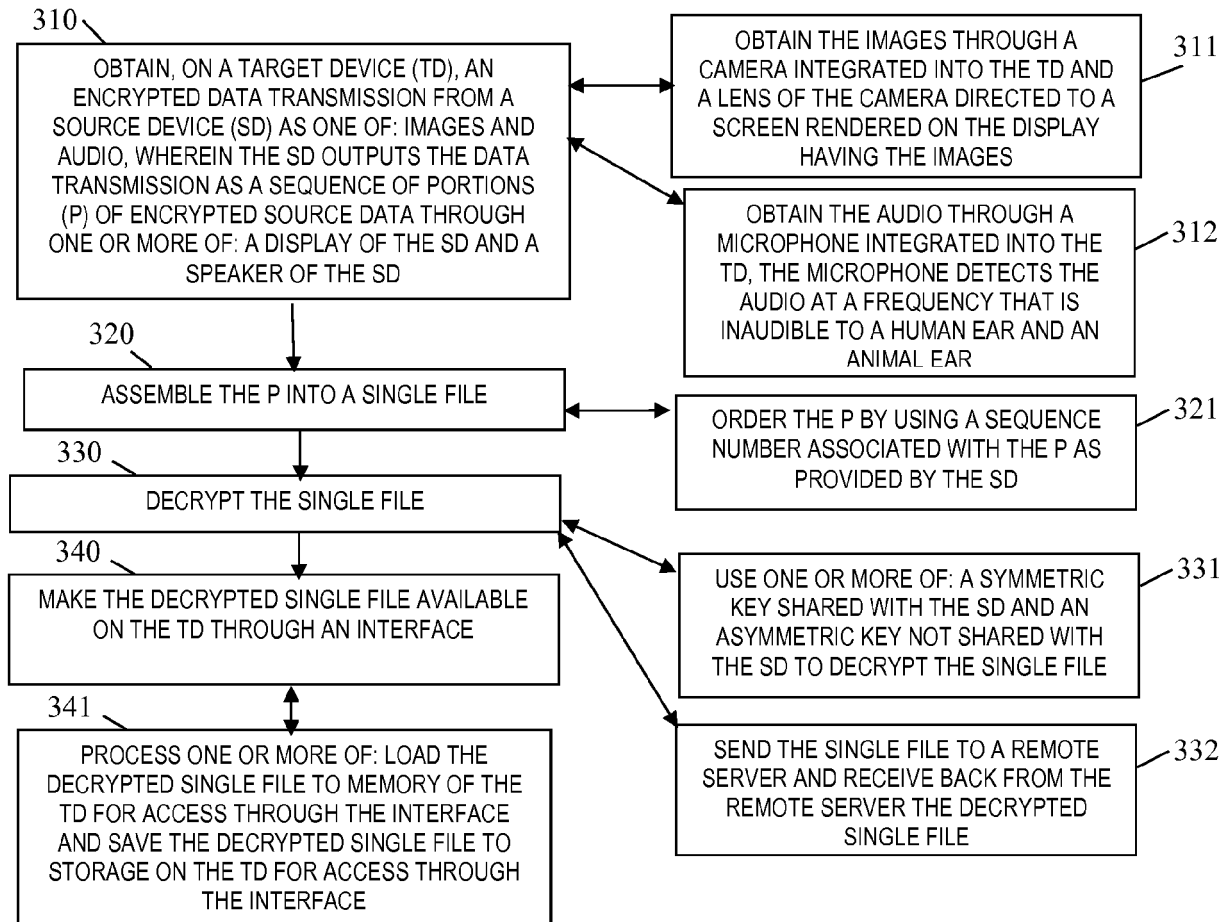 310
OBTAIN, ON A TARGET DEVICE (TD), AN
ENCRYPTED DATA TRANSMISSION FROM A
SOURCE DEVICE (SD) AS ONE OF: IMAGES AND
AUDIO, WHEREIN THE SD OUTPUTS THE DATA
TRANSMISSION AS A SEQUENCE OF PORTIONS
(P) OF ENCRYPTED SOURCE DATA THROUGH
ONE OR MORE OF: A DISPLAY OF THE SD AND A
SPEAKER OF THE SD
311
OBTAIN THE IMAGES THROUGH A
CAMERA INTEGRATED INTO THE TD AND
A LENS OF THE CAMERA DIRECTED TO A
SCREEN RENDERED ON THE DISPLAY
HAVING THE IMAGES
312
OBTAIN THE AUDIO THROUGH A
MICROPHONE INTEGRATED INTO THE
TD, THE MICROPHONE DETECTS THE
AUDIO AT A FREQUENCY THAT IS
INAUDIBLE TO A HUMAN EAR AND AN
ANIMAL EAR
320
ASSEMBLE THE P INTO A SINGLE FILE
321
ORDER THE P BY USING A SEQUENCE
NUMBER ASSOCIATED WITH THE P AS
PROVIDED BY THE SD
330
DECRYPT THE SINGLE FILE
331
USE ONE OR MORE OF: A SYMMETRIC
KEY SHARED WITH THE SD AND AN
ASYMMETRIC KEY NOT SHARED WITH
THE SD TO DECRYPT THE SINGLE FILE
332
SEND THE SINGLE FILE TO A REMOTE
SERVER AND RECEIVE BACK FROM THE
REMOTE SERVER THE DECRYPTED
SINGLE FILE
340
MAKE THE DECRYPTED SINGLE FILE AVAILABLE
ON THE TD THROUGH AN INTERFACE
341
PROCESS ONE OR MORE OF: LOAD THE
DECRYPTED SINGLE FILE TO MEMORY OF THE
TD FOR ACCESS THROUGH THE INTERFACE
AND SAVE THE DECRYPTED SINGLE FILE TO
STORAGE ON THE TD FOR ACCESS THROUGH
THE INTERFACE